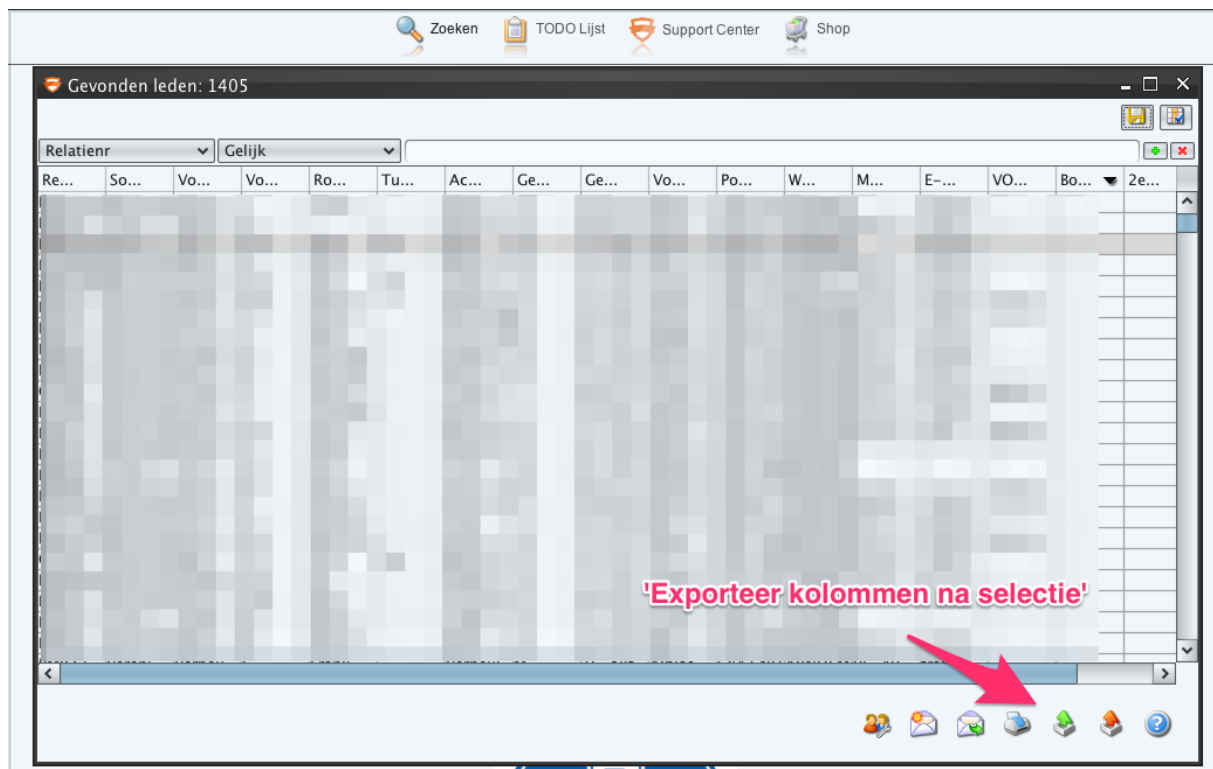 Zoeken TODO Lijst Support Center Shop
Gevonden leden: 1405
Relatienr Gelijk
Re... So... Vo... Vo... Ro... Tu... Ac... Ge... Ge... Vo... Po... W... M... E-... VO... Bo... 2e...
'Exporteer kolommen na selectie'